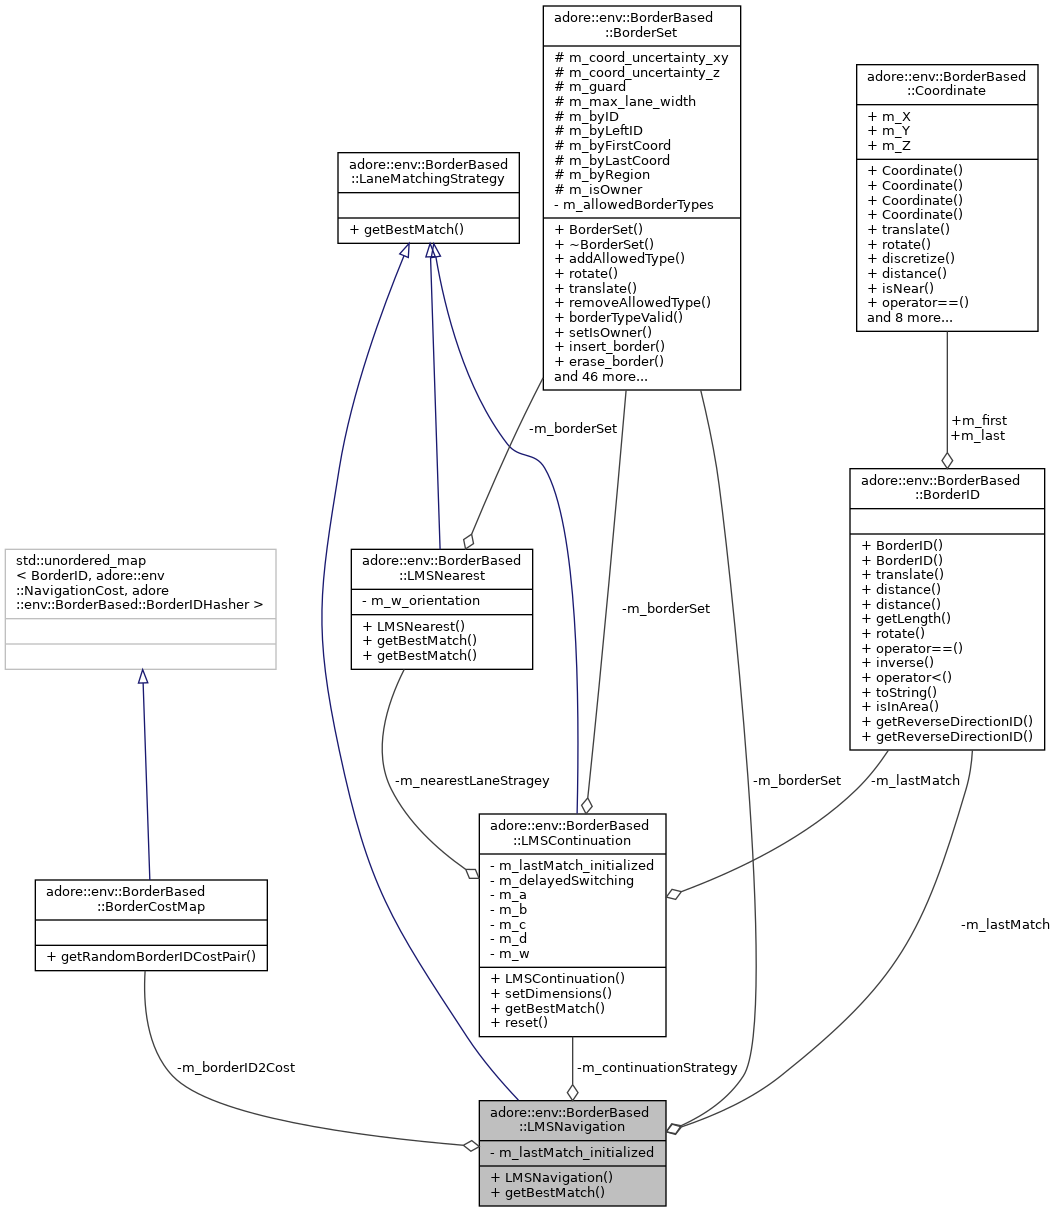 adore::env::BorderBased
::BorderSet
# m_coord_uncertainty_xy
# m_coord_uncertainty_z
# m_guard
# m_max_lane_width
# m_byID
# m_byLeftID
# m_byFirstCoord
# m_byLastCoord
# m_byRegion
# m_isOwner
- m_allowedBorderTypes
+ BorderSet()
+ ~BorderSet()
+ addAllowedType()
+ rotate()
+ translate()
+ removeAllowedType()
+ borderTypeValid()
+ setIsOwner()
+ insert_border()
+ erase_border()
and 46 more...
adore::env::BorderBased
::Coordinate
+ m_X
+ m_Y
+ m_Z
+ Coordinate()
+ Coordinate()
+ Coordinate()
+ Coordinate()
+ translate()
+ rotate()
+ discretize()
+ distance()
+ isNear()
+ operator==()
and 8 more...
adore::env::BorderBased
::LaneMatchingStrategy
+ getBestMatch()
-m_borderSet
+m_first
+m_last
adore::env::BorderBased
::BorderID
+ BorderID()
+ BorderID()
+ translate()
+ distance()
+ distance()
+ getLength()
+ rotate()
+ operator==()
+ inverse()
+ operator<()
+ toString()
+ isInArea()
+ getReverseDirectionID()
+ getReverseDirectionID()
std::unordered_map
< BorderID, adore::env
::NavigationCost, adore
::env::BorderBased::BorderIDHasher >
adore::env::BorderBased
::LMSNearest
- m_w_orientation
+ LMSNearest()
+ getBestMatch()
+ getBestMatch()
-m_borderSet
-m_nearestLaneStragey
-m_borderSet
-m_lastMatch
adore::env::BorderBased
::LMSContinuation
- m_lastMatch_initialized
- m_delayedSwitching
- m_a
- m_b
- m_c
- m_d
- m_w
+ LMSContinuation()
+ setDimensions()
+ getBestMatch()
+ reset()
adore::env::BorderBased
::BorderCostMap
+ getRandomBorderIDCostPair()
-m_lastMatch
-m_borderID2Cost
-m_continuationStrategy
adore::env::BorderBased
::LMSNavigation
- m_lastMatch_initialized
+ LMSNavigation()
+ getBestMatch()